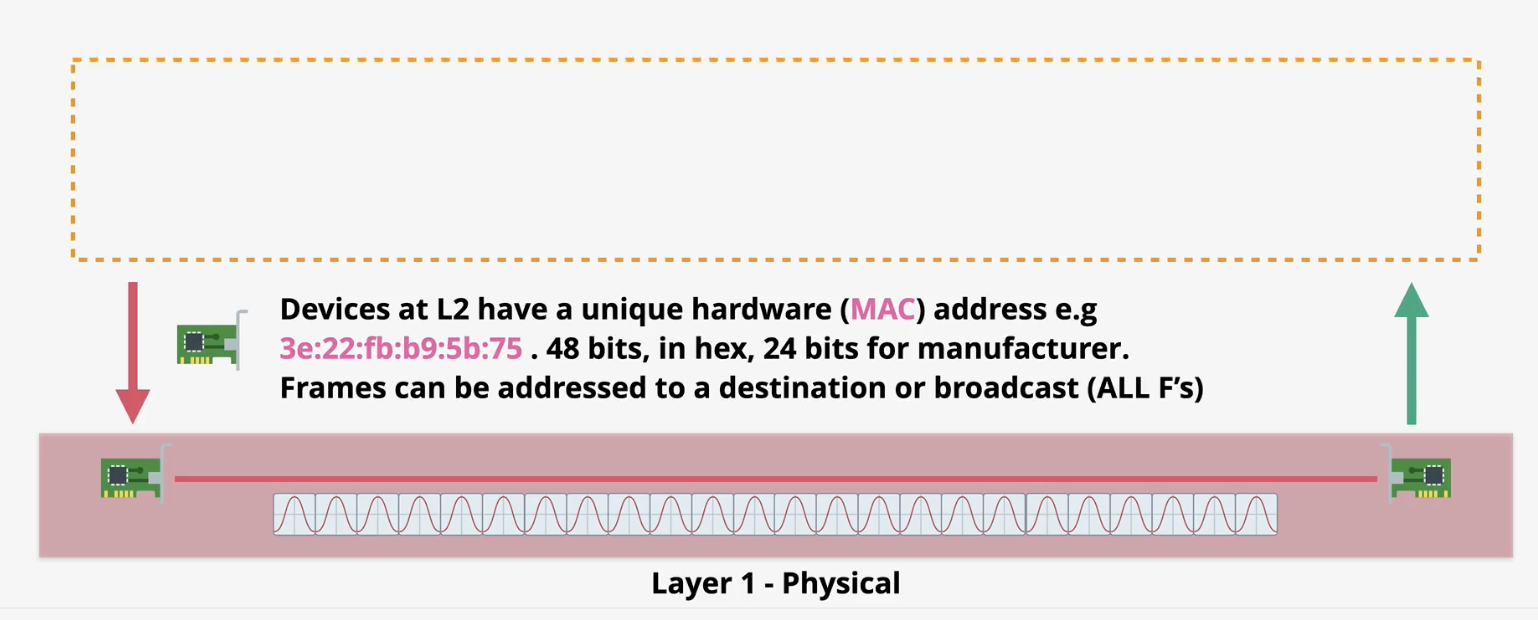 Devices at L2 have a unique hardware (MAC) address e.g
3e:22:fb:b9:5b:75 . 48 bits, in hex, 24 bits for manufacturer.
Frames can be addressed to a destination or broadcast (ALL F’s)
Layer 1 - Physical